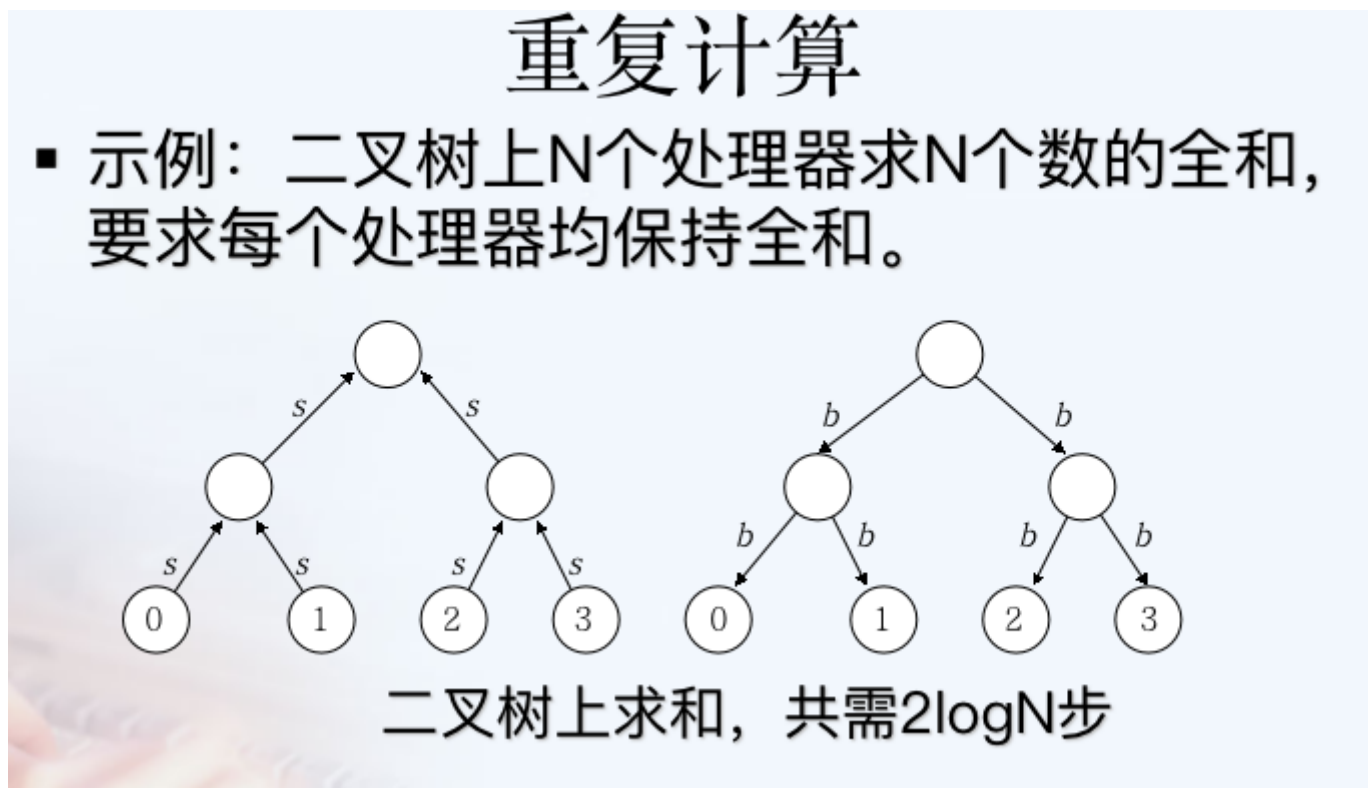 重复计算
▪ 示例：二叉树上N个处理器求N个数的全和，
要求每个处理器均保持全和。
s s b b
s s s s b b b b
0 1 2 3 0 1 2 3
二叉树上求和，共需2logN步